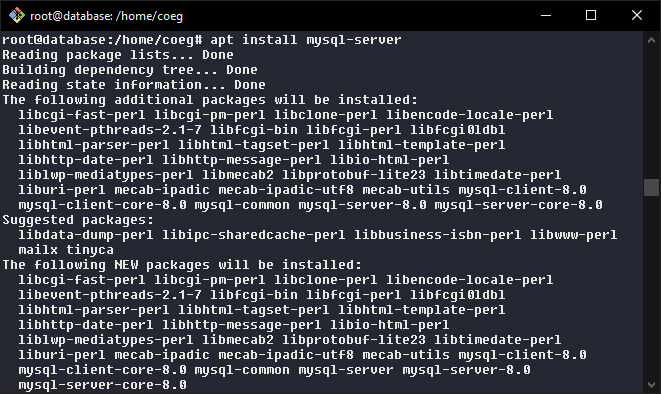 root@database: /home/coeg
root@database:/home/coeg# apt install mysql-server
Reading package lists... Done
Building dependency tree... Done
Reading state information... Done
The following additional packages will be installed:
  libcgi-fast-perl libcgi-pm-perl libclone-perl libencode-locale-perl
  libevent-pthreads-2.1-7 libfcgi-bin libfcgi-perl libfcgi0ldbl
  libhtml-parser-perl libhtml-tagset-perl libhtml-template-perl
  libhttp-date-perl libhttp-message-perl libio-html-perl
  liblwp-mediatypes-perl libmecab2 libprotobuf-lite23 libtimedate-perl
  liburi-perl mecab-ipadic mecab-ipadic-utf8 mecab-utils mysql-client-8.0
  mysql-client-core-8.0 mysql-common mysql-server-8.0 mysql-server-core-8.0
Suggested packages:
  libdata-dump-perl libipc-sharedcache-perl libbusiness-isbn-perl libwww-perl
  mailx tinyca
The following NEW packages will be installed:
  libcgi-fast-perl libcgi-pm-perl libclone-perl libencode-locale-perl
  libevent-pthreads-2.1-7 libfcgi-bin libfcgi-perl libfcgi0ldbl
  libhtml-parser-perl libhtml-tagset-perl libhtml-template-perl
  libhttp-date-perl libhttp-message-perl libio-html-perl
  liblwp-mediatypes-perl libmecab2 libprotobuf-lite23 libtimedate-perl
  liburi-perl mecab-ipadic mecab-ipadic-utf8 mecab-utils mysql-client-8.0
  mysql-client-core-8.0 mysql-common mysql-server mysql-server-8.0
  mysql-server-core-8.0